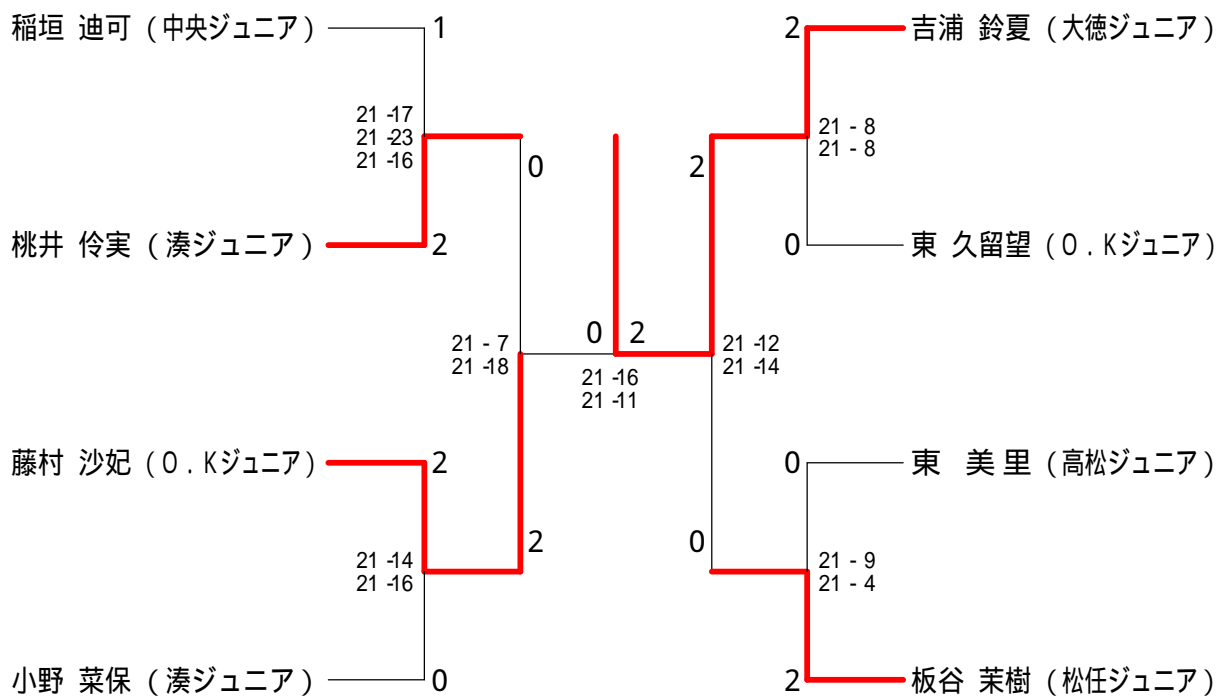 稲垣 迪可 (中央ジュニア)
1
21 -17
21 -23
21 -16
0
桃井 伶実 (湊ジュニア)
2
21 - 7
21 -18
藤村 沙妃 (O.Kジュニア)
2
21 -14
21 -16
2
小野 菜保 (湊ジュニア)
0
0 2
21 -16
21 -11
2
吉浦 鈴夏 (大徳ジュニア)
21 - 8
21 - 8
2
0
東 久留望 (O.Kジュニア)
21 -12
21 -14
0
東 美里 (高松ジュニア)
0
21 - 9
21 - 4
2
板谷 茉樹 (松任ジュニア)